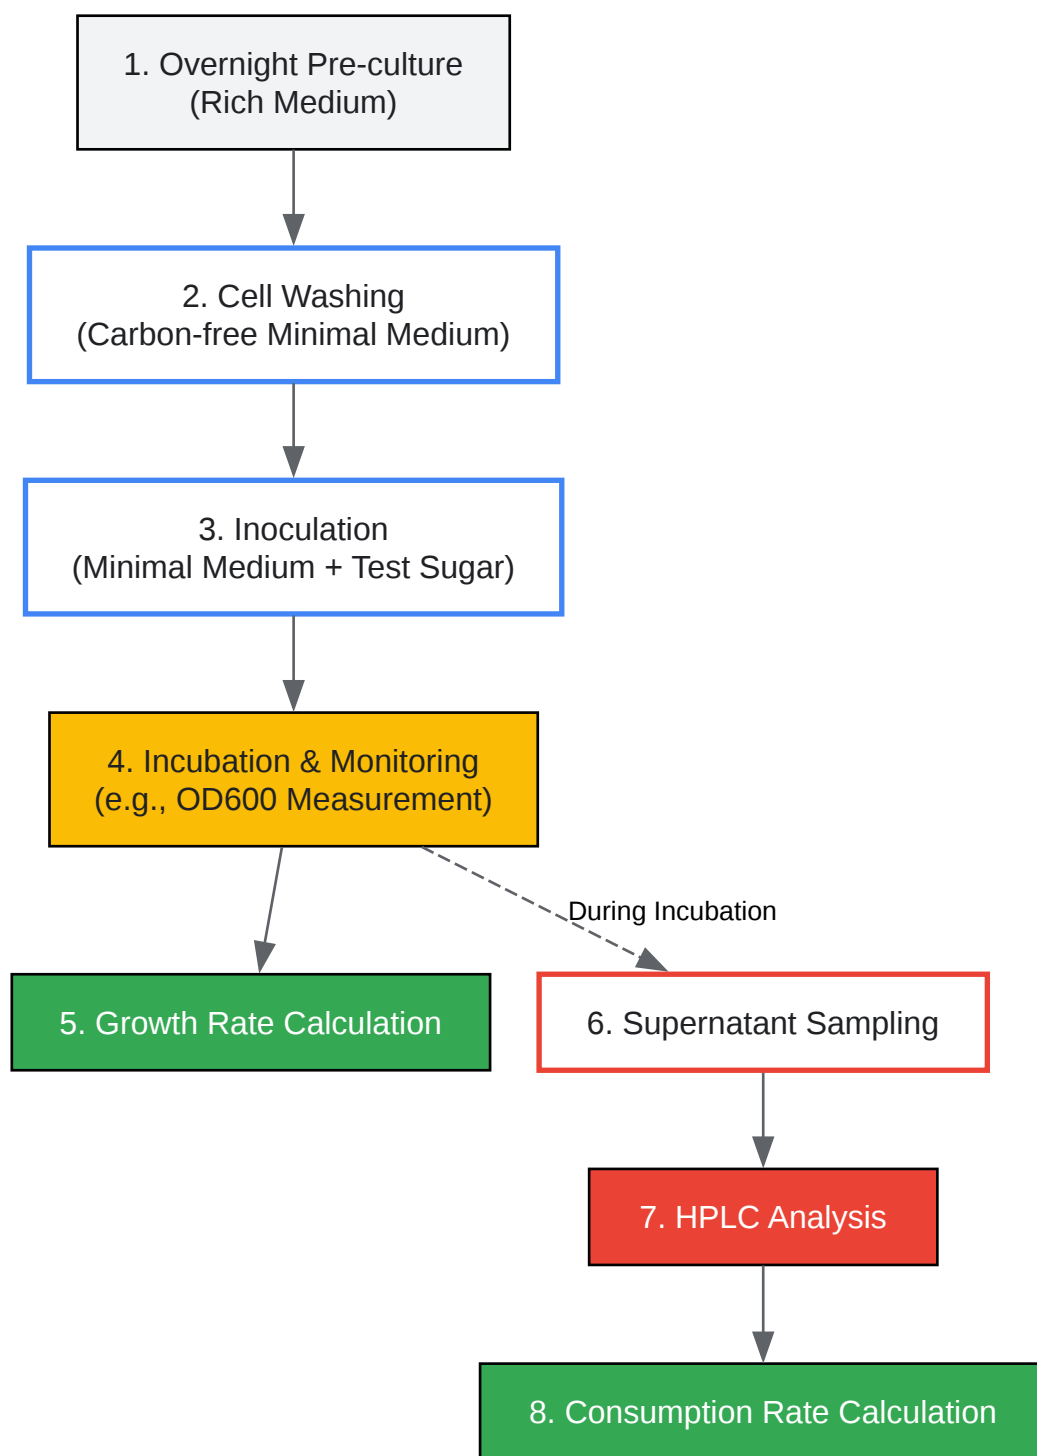 1. Overnight Pre-culture
(Rich Medium)
2. Cell Washing
(Carbon-free Minimal Medium)
3. Inoculation
(Minimal Medium + Test Sugar)
4. Incubation & Monitoring
(e.g., OD600 Measurement)
During Incubation
5. Growth Rate Calculation
6. Supernatant Sampling
7. HPLC Analysis
8. Consumption Rate Calculation